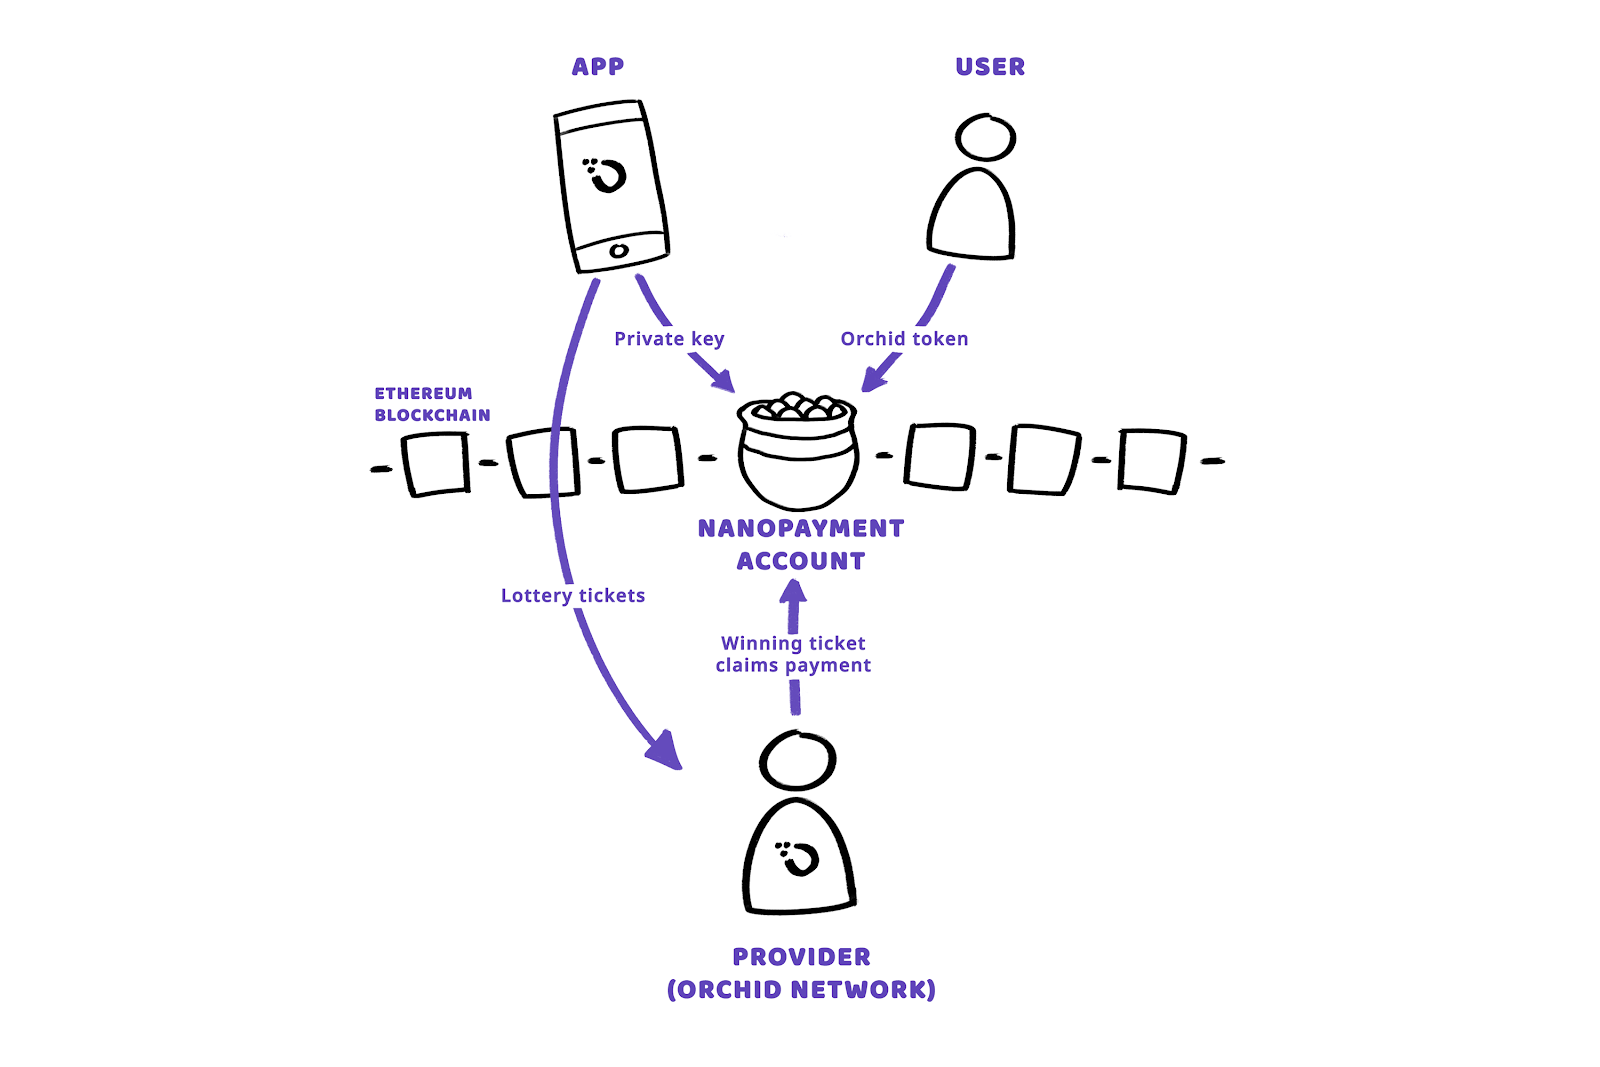 APP
USER
Private key
Orchid token
ETHEREUM
BLOCKCHAIN
NANOPAYMENT
ACCOUNT
Lottery tickets
Winning ticket
claims payment
PROVIDER
(ORCHID NETWORK)